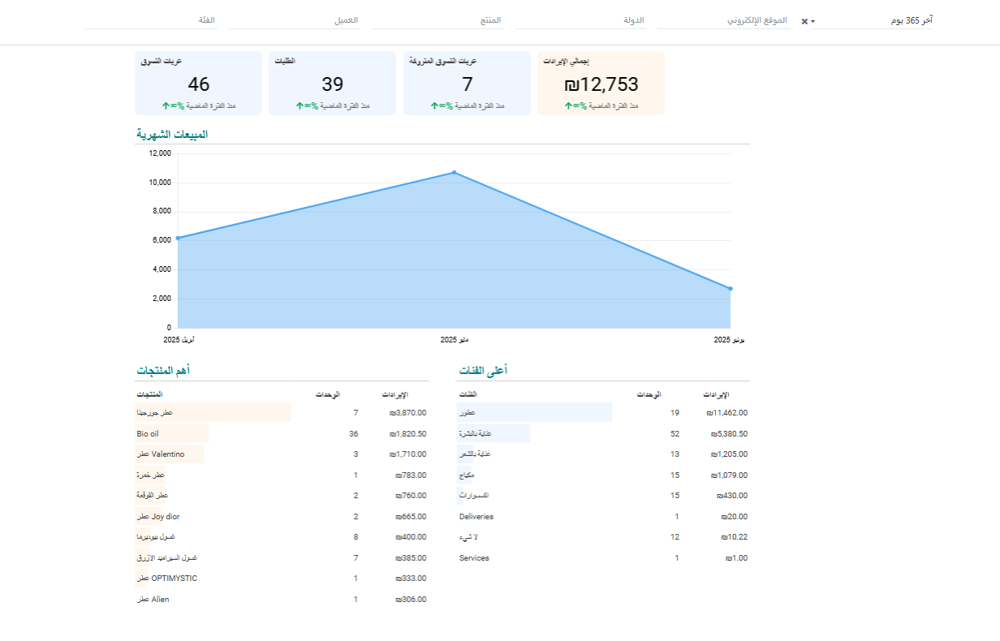 آخر 365 يوم
الموقع الإلكتروني
الدولة
المنتج
العميل
الفئة
إجمالي الإيرادات
₪12,753
منذ الفترة الماضية %∞↑
عربات التسوق المتروكة
7
منذ الفترة الماضية %∞↑
الطلبات
39
منذ الفترة الماضية %∞↑
عربات التسوق
46
منذ الفترة الماضية %∞↑
المبيعات الشهرية
12,000
10,000
8,000
6,000
4,000
2,000
0
أبريل 2025
مايو 2025
يونيو 2025
أهم المنتجات
المنتجات الوحدات الإيرادات
عطر جورجينا 7 ₪3,870.00
Bio oil 36 ₪1,820.50
عطر Valentino 3 ₪1,710.00
عطر خمرة 1 ₪783.00
عطر القوقعة 2 ₪760.00
عطر Joy dior 2 ₪665.00
غسول بيوديرما 8 ₪400.00
غسول السيراميد الازرق 7 ₪385.00
عطر OPTIMYSTIC 1 ₪333.00
عطر Alien 1 ₪306.00
أعلى الفئات
الفئات الوحدات الإيرادات
عطور 19 ₪11,462.00
عناية بالبشرة 52 ₪5,380.50
عناية بالشعر 13 ₪1,205.00
مكياج 15 ₪1,079.00
اكسسوارات 15 ₪430.00
Deliveries 1 ₪20.00
لا شيء 12 ₪10.22
Services 1 ₪1.00